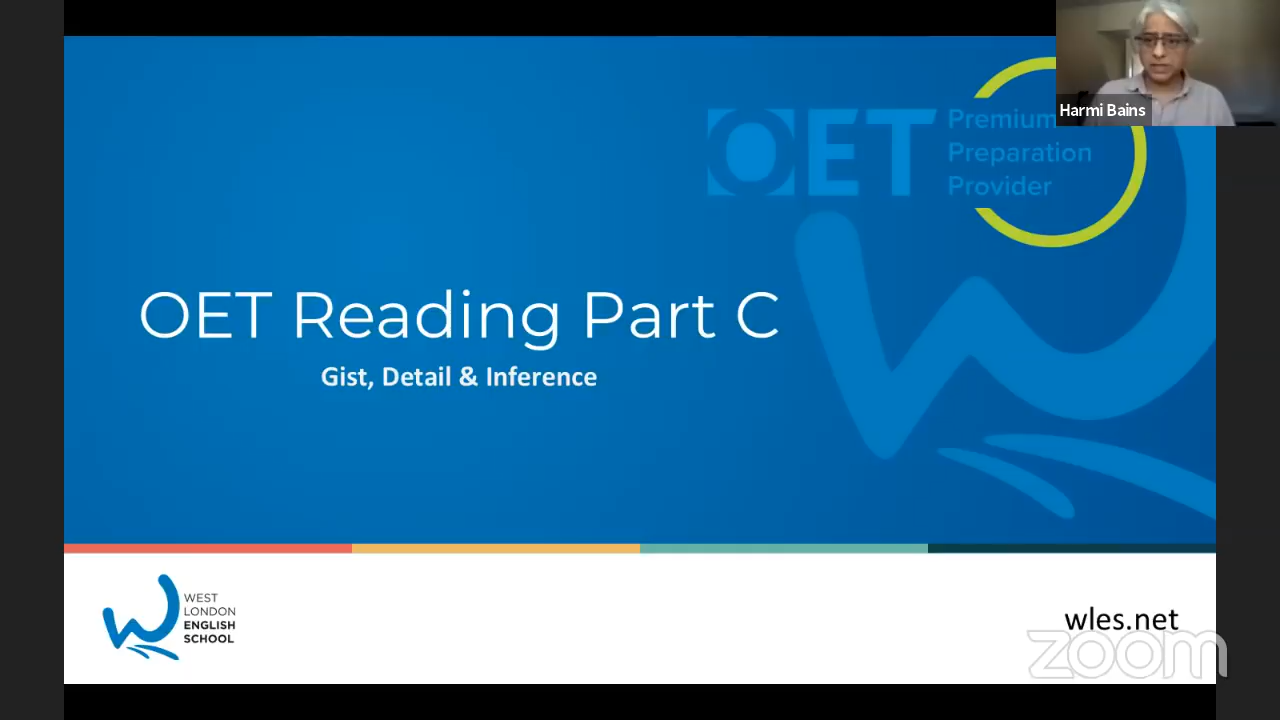 Harmi Bains
OET
Premium
Preparation
Provider
OET Reading Part C
Gist, Detail & Inference
WEST
LONDON
ENGLISH
SCHOOL
wles.net
zoom